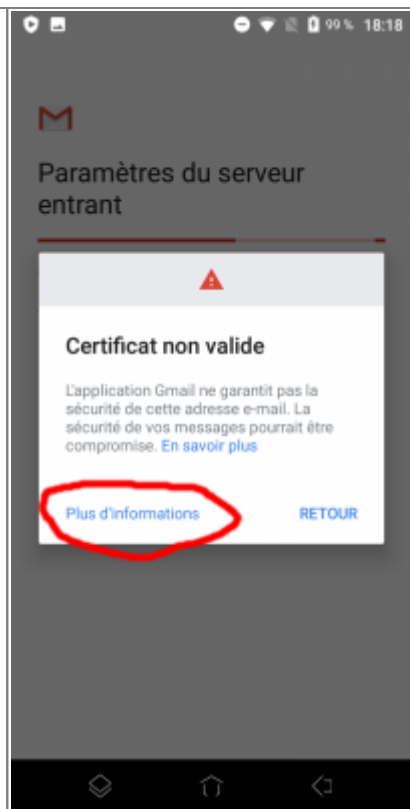 99 % 18:18
Paramètres du serveur
entrant
Certificat non valide
L'application Gmail ne garantit pas la
sécurité de cette adresse e-mail. La
sécurité de vos messages pourrait être
compromise. En savoir plus
Plus d'informations RETOUR